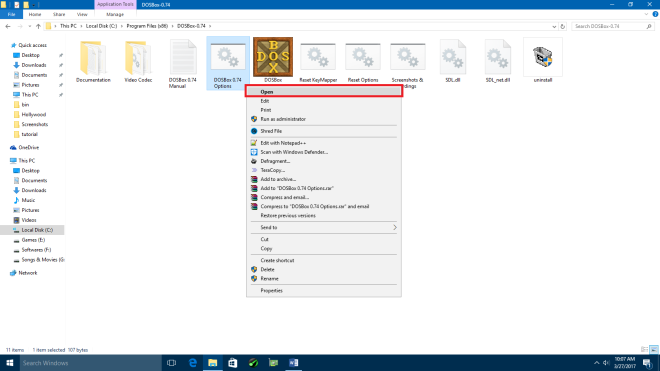 Application Tools
DOSBox-0.74
File
Home
Share
View
Manage
This PC
Local Disk (C:)
Program Files (x86)
DOSBox-0.74
Search DOSBox-0.74
Quick access
Desktop
Downloads
Documents
Pictures
This PC
bin
Hollywood
Screenshots
tutorial
OneDrive
This PC
Desktop
Documents
Downloads
Music
Pictures
Videos
Local Disk (C:)
Games (E:)
Softwares (F:)
Songs & Movies (G:
Network
Documentation
Video Codec
DOSBox 0.74
Manual
DOSBox 0.74
Options
DOSBox
Reset KeyMapper
Reset Options
Screenshots &
dings
SDL.dll
SDL_net.dll
uninstall
Open
Edit
Print
Run as administrator
Shred File
Edit with Notepad++
Scan with Windows Defender...
Defragment...
TeraCopy...
Add to archive...
Add to "DOSBox 0.74 Options.rar"
Compress and email...
Compress to "DOSBox 0.74 Options.rar" and email
Restore previous versions
Send to
Cut
Copy
Create shortcut
Delete
Rename
Properties
11 items
1 item selected 107 bytes
Search Windows
10:07 AM
3/27/2017